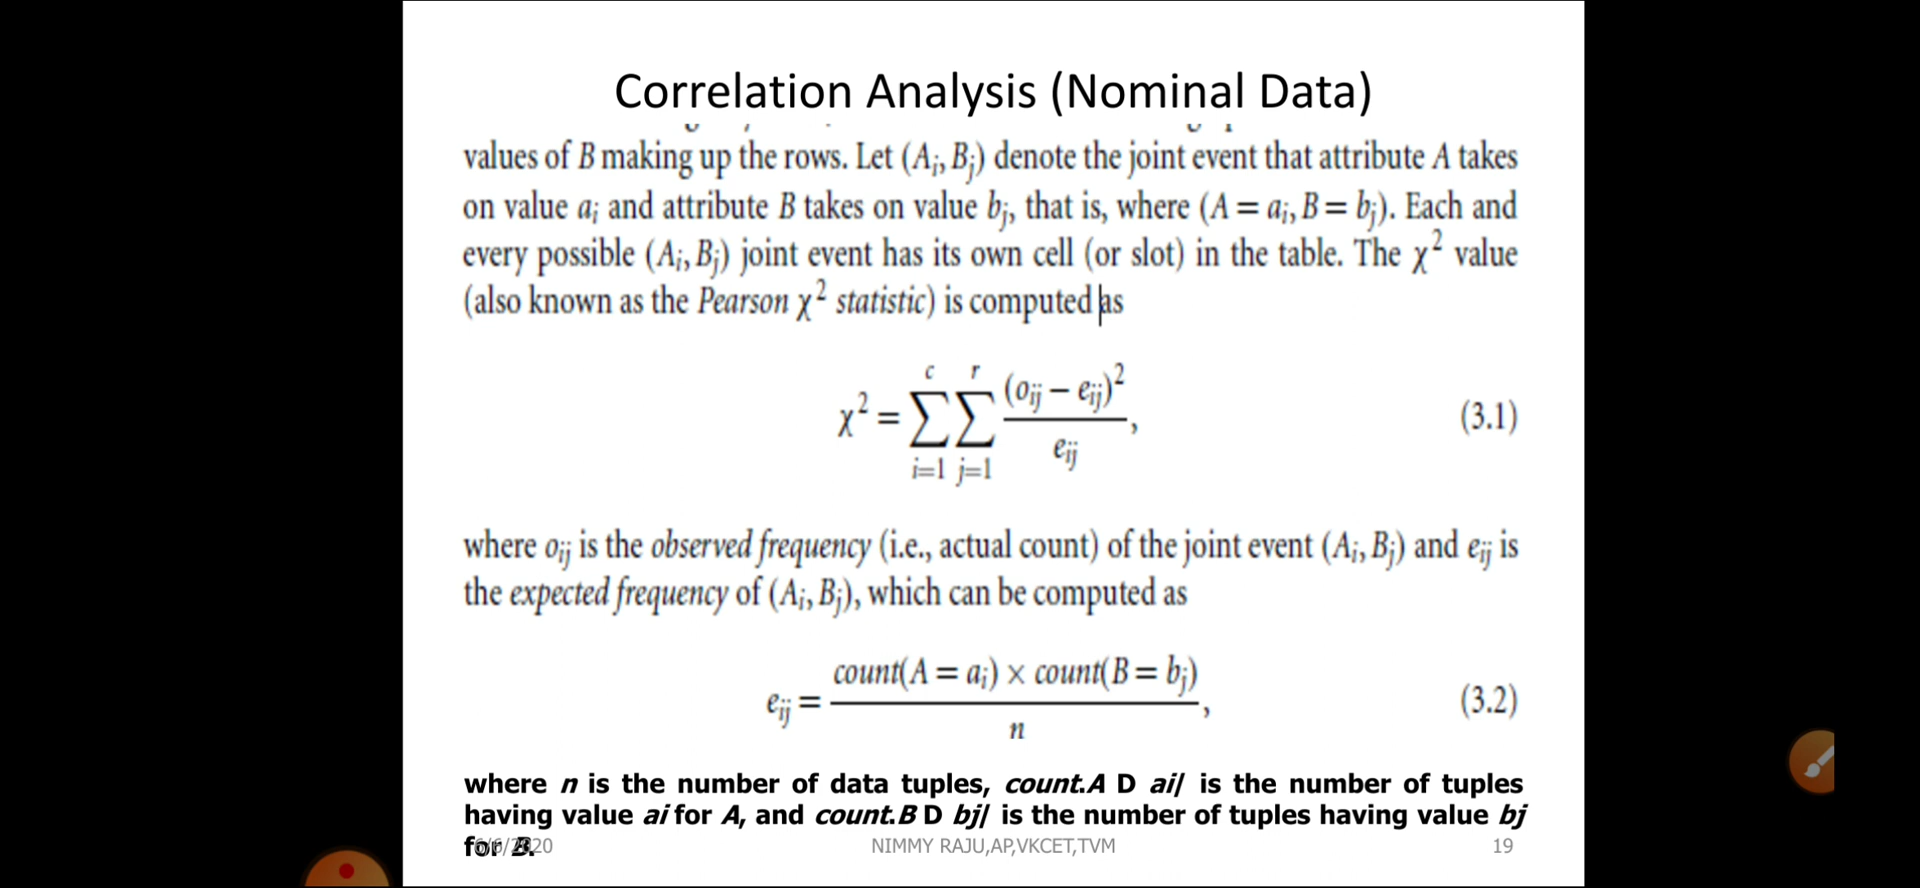 Correlation Analysis (Nominal Data)
values of B making up the rows. Let (Aᵢ, Bⱼ) denote the joint event that attribute A takes
on value aᵢ and attribute B takes on value bⱼ, that is, where (A = aᵢ, B = bⱼ). Each and
every possible (Aᵢ, Bⱼ) joint event has its own cell (or slot) in the table. The χ² value
(also known as the Pearson χ² statistic) is computed as
χ² = ∑_{i=1}^{c} ∑_{j=1}^{r} (oᵢⱼ − eᵢⱼ)² / eᵢⱼ, (3.1)
where oᵢⱼ is the observed frequency (i.e., actual count) of the joint event (Aᵢ, Bⱼ) and eᵢⱼ is
the expected frequency of (Aᵢ, Bⱼ), which can be computed as
eᵢⱼ = count(A = aᵢ) × count(B = bⱼ) / n, (3.2)
where n is the number of data tuples, count.A D ai/ is the number of tuples
having value ai for A, and count.B D bj/ is the number of tuples having value bj
for B.
6/6/2020 NIMMY RAJU,AP,VKCET,TVM 19